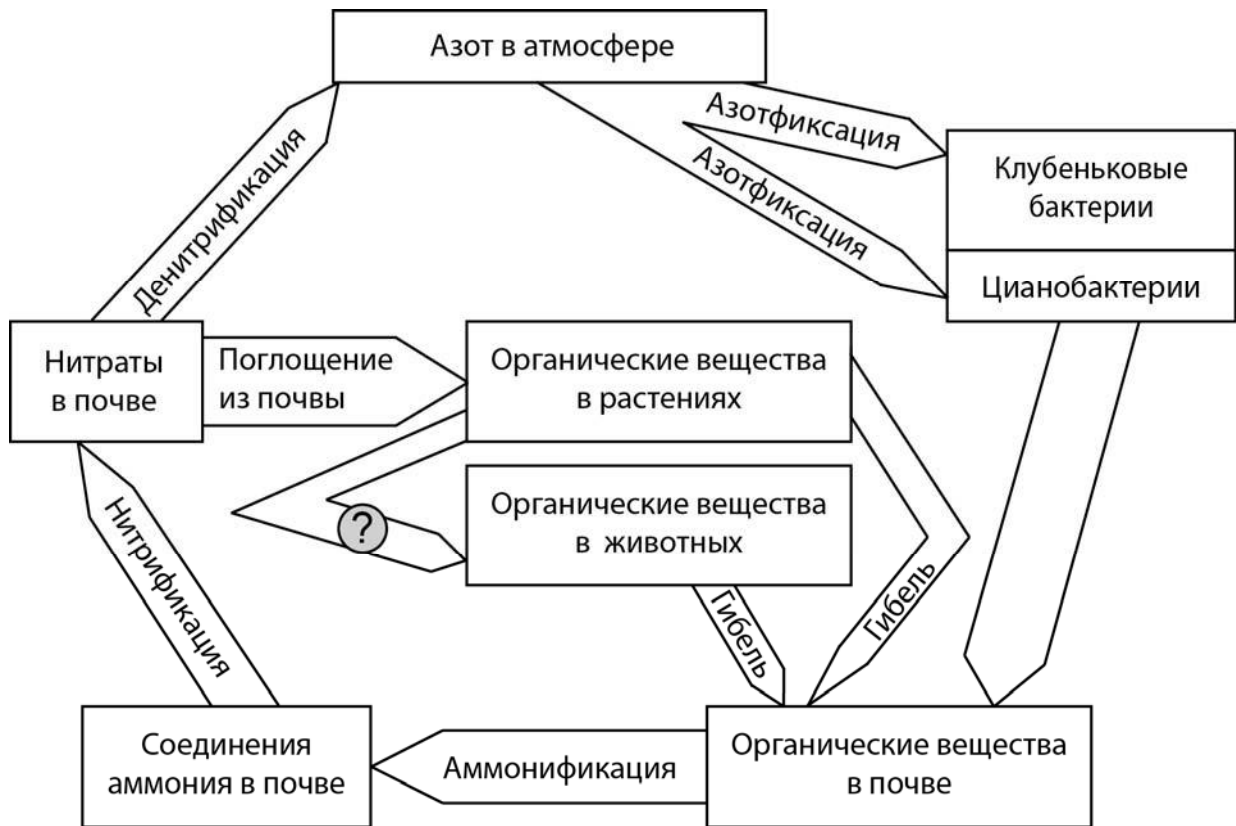 Азот в атмосфере
Азотфиксация
Азотфиксация
Клубеньковые
бактерии
Цианобактерии
Денитрификация
Нитраты
в почве
Поглощение
из почвы
Органические вещества
в растениях
?
Органические вещества
в животных
Нитрификация
Гибель
Гибель
Соединения
аммония в почве
Аммонификация
Органические вещества
в почве